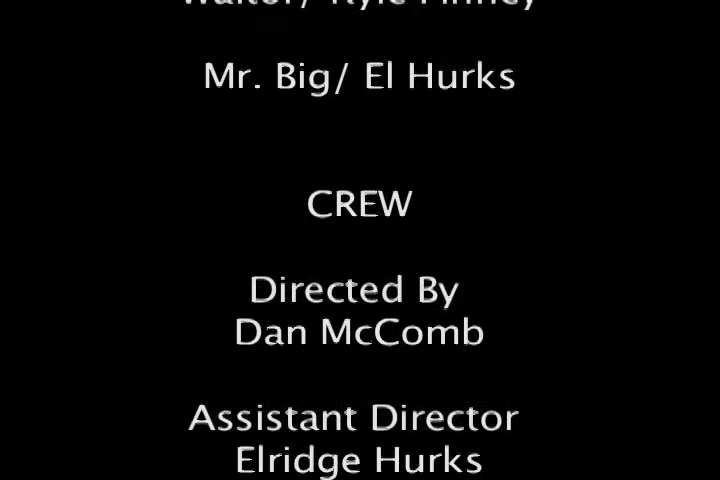 Mr. Big/ El Hurks
CREW
Directed By
Dan McComb
Assistant Director
Elridge Hurks